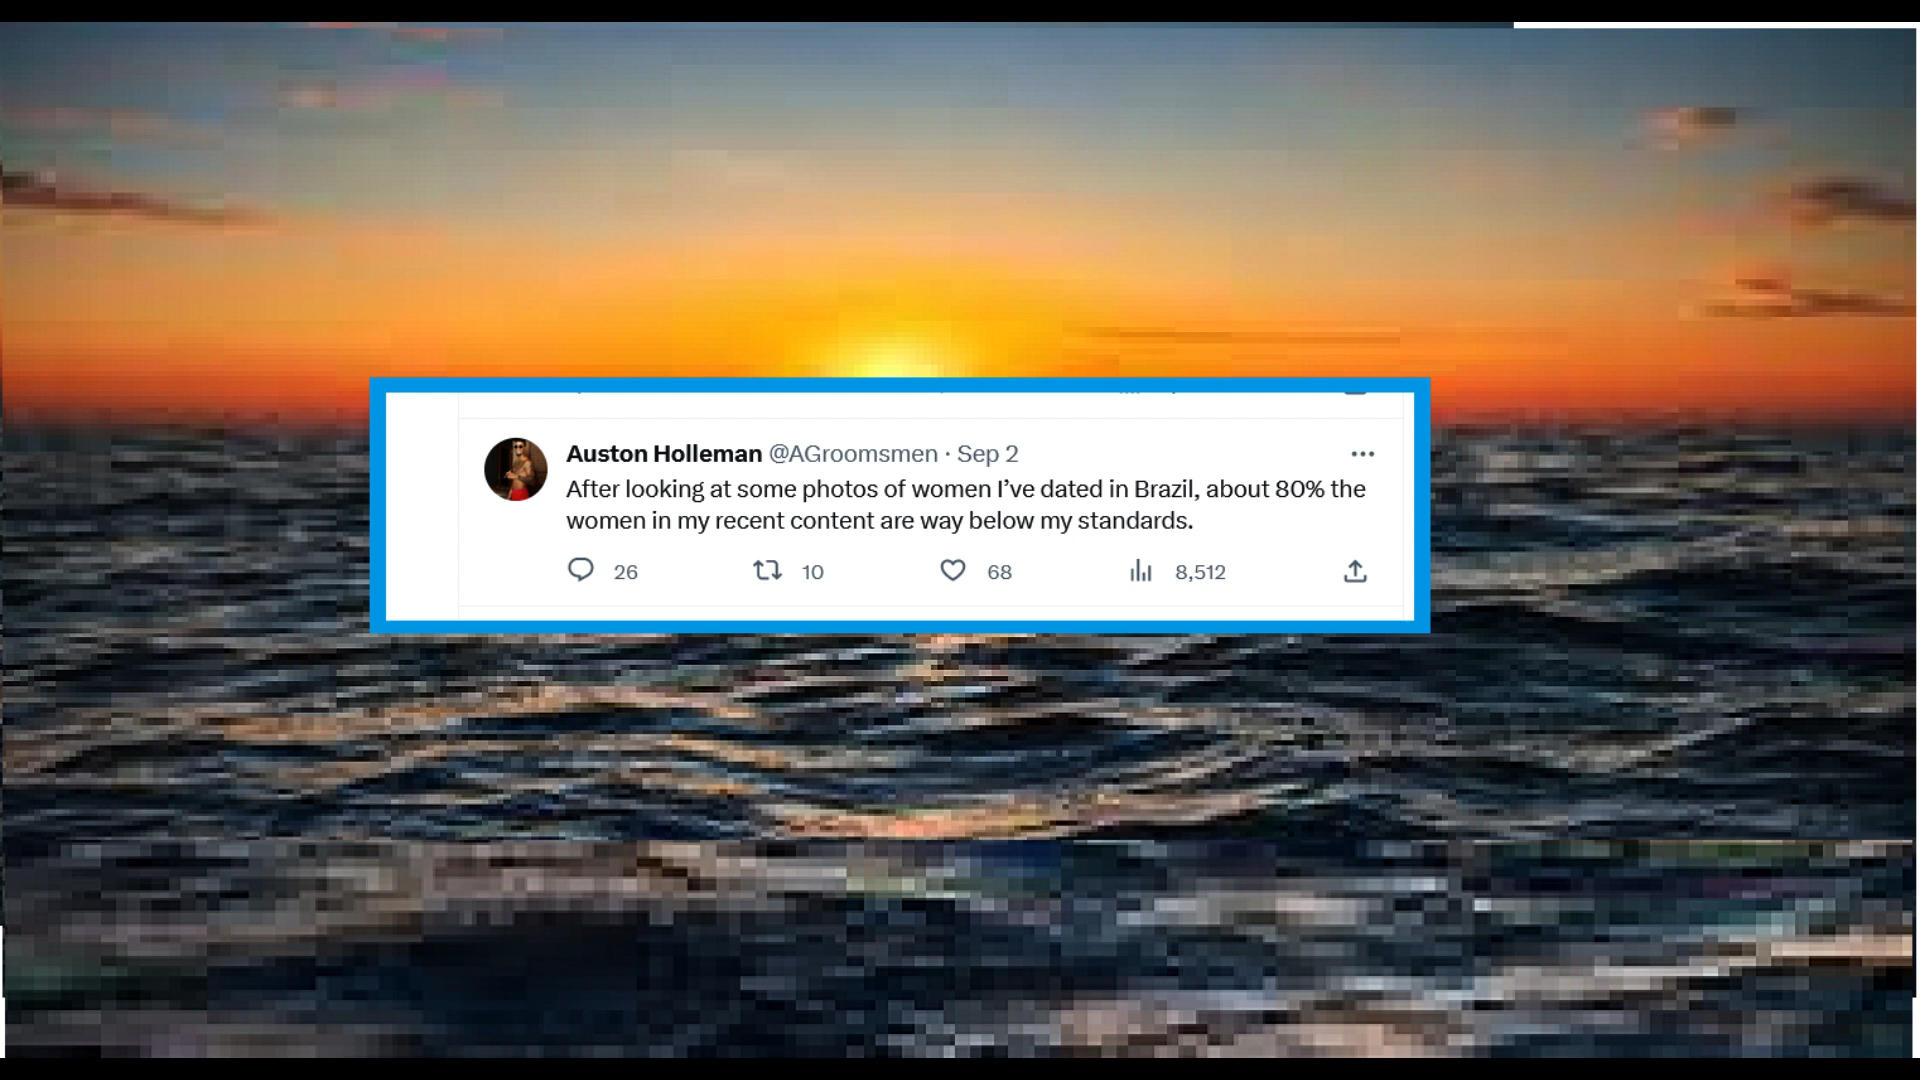 Auston Holleman @AGroomsmen · Sep 2
After looking at some photos of women I’ve dated in Brazil, about 80% the
women in my recent content are way below my standards.
26 10 68 8,512